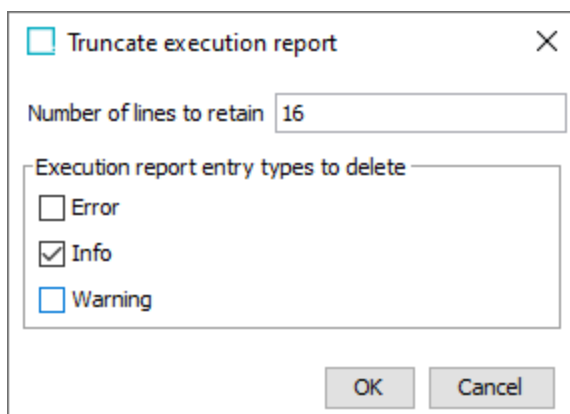 Truncate execution report
Number of lines to retain 16
Execution report entry types to delete
Error
Info
Warning
OK Cancel